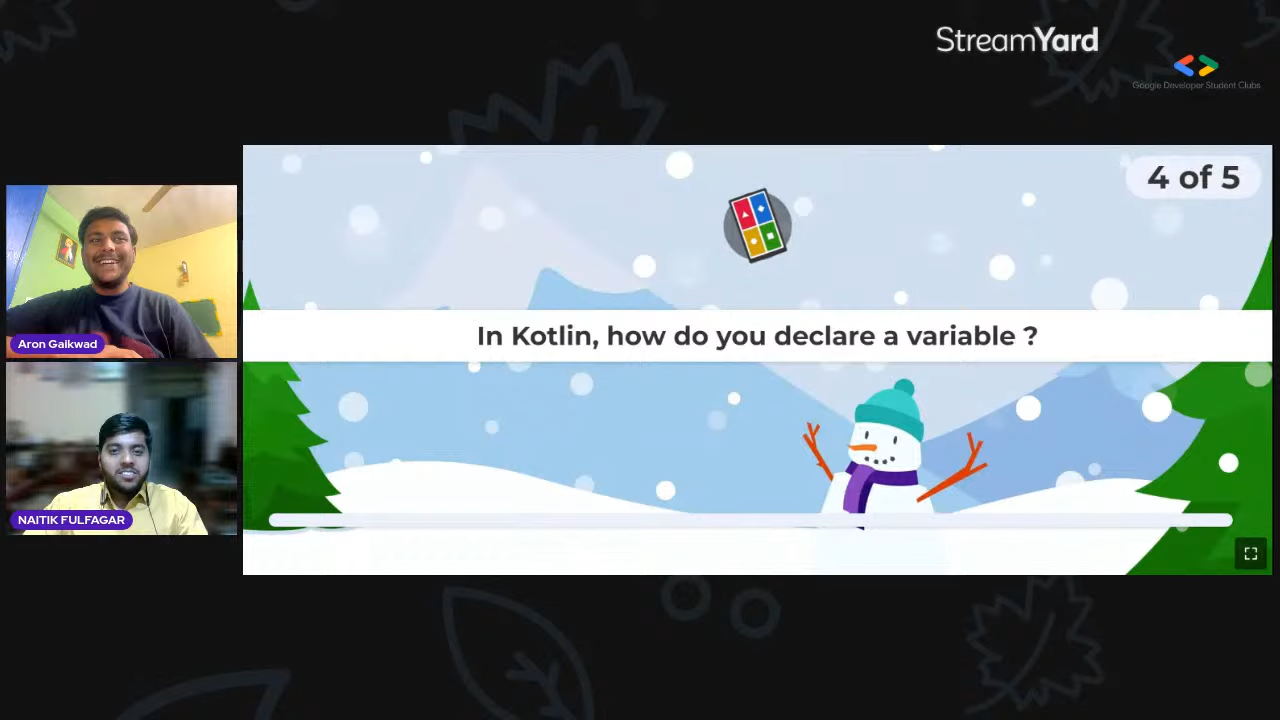 StreamYard
Google Developer Student Clubs
4 of 5
In Kotlin, how do you declare a variable ?
Aron Gaikwad
NAITIK FULFAGAR